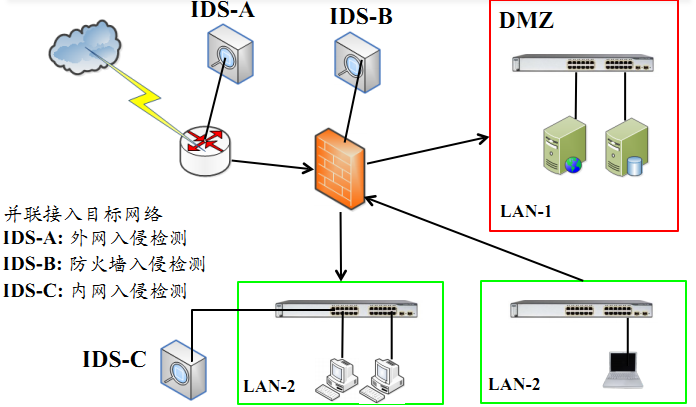 IDS-A
IDS-B
DMZ
LAN-1
并联接入目标网络
IDS-A: 外网入侵检测
IDS-B: 防火墙入侵检测
IDS-C: 内网入侵检测
IDS-C
LAN-2
LAN-2